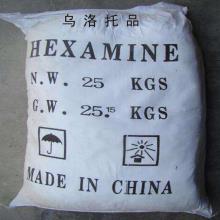 乌洛托品
HEXAMINE
N.W. 25 KGS
G.W. 25.15 KGS
MADE IN CHINA